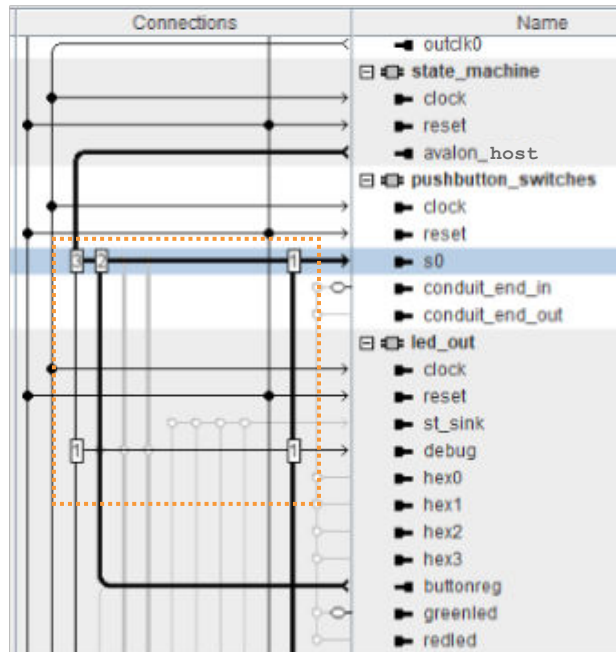 Connections Name
outclk0
state_machine
clock
reset
avalon_host
pushbutton_switches
clock
reset
3 2 1 s0
conduit_end_in
conduit_end_out
led_out
clock
reset
st_sink
1 1 debug
hex0
hex1
hex2
hex3
buttonreg
greenled
redled